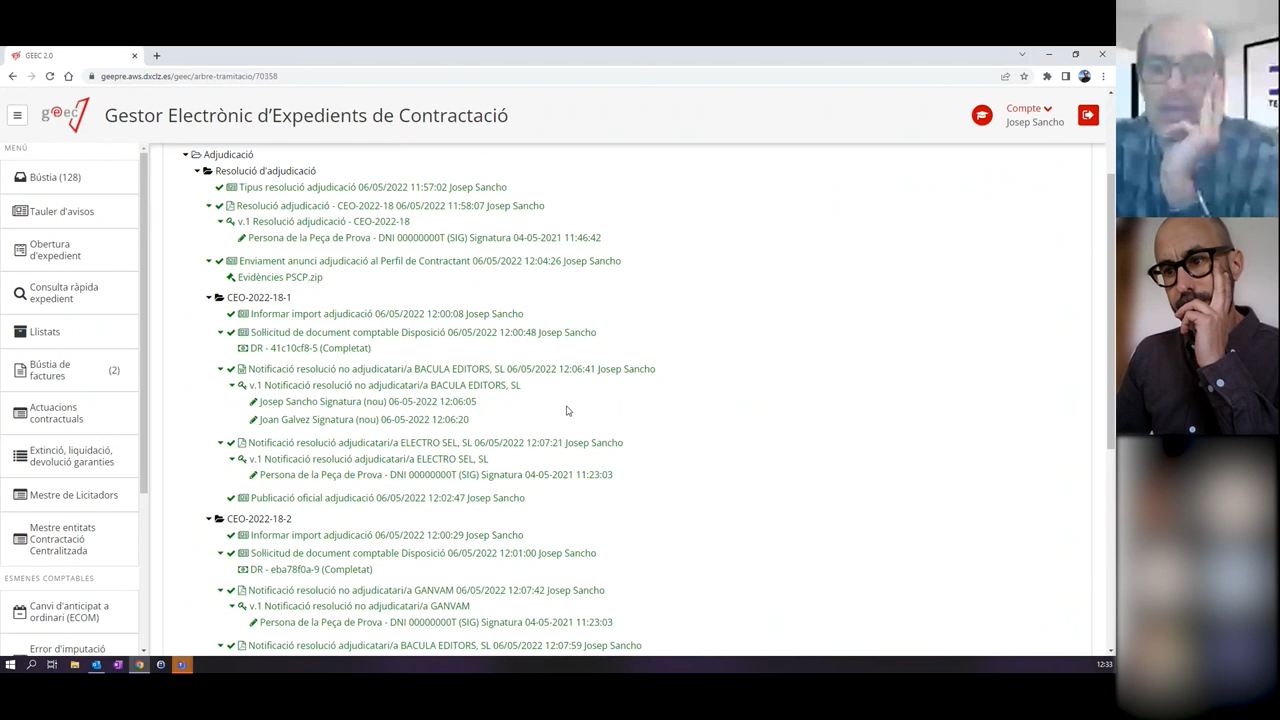 GEEC 2.0
geepre.aws.dxclz.es/geec/arbre-tramitacio/70358
geec
Gestor Electrònic d'Expedients de Contractació
Compte
Josep Sancho
MENÚ
Bústia (128)
Tauler d'avisos
Obertura
d'expedient
Consulta ràpida
expedient
Llistats
Bústia de
factures
(2)
Actuacions
contractuals
Extinció, liquidació,
devolució garanties
Mestre de Licitadors
Mestre entitats
Contractació
Centralitzada
ESMENES COMPTABLES
Canvi d'anticipat a
ordinari (ECOM)
Error d'imputació
Adjudicació
Resolució d'adjudicació
Tipus resolució adjudicació 06/05/2022 11:57:02 Josep Sancho
Resolució adjudicació - CEO-2022-18 06/05/2022 11:58:07 Josep Sancho
v.1 Resolució adjudicació - CEO-2022-18
Persona de la Peça de Prova - DNI 00000000T (SIG) Signatura 04-05-2021 11:46:42
Enviament anunci adjudicació al Perfil de Contractant 06/05/2022 12:04:26 Josep Sancho
Evidències PSCP.zip
CEO-2022-18-1
Informar import adjudicació 06/05/2022 12:00:08 Josep Sancho
Sol·licitud de document comptable Disposició 06/05/2022 12:00:48 Josep Sancho
DR - 41c10cf8-5 (Completat)
Notificació resolució no adjudicatari/a BACULA EDITORS, SL 06/05/2022 12:06:41 Josep Sancho
v.1 Notificació resolució no adjudicatari/a BACULA EDITORS, SL
Josep Sancho Signatura (nou) 06-05-2022 12:06:05
Joan Galvez Signatura (nou) 06-05-2022 12:06:20
Notificació resolució adjudicatari/a ELECTRO SEL, SL 06/05/2022 12:07:21 Josep Sancho
v.1 Notificació resolució adjudicatari/a ELECTRO SEL, SL
Persona de la Peça de Prova - DNI 00000000T (SIG) Signatura 04-05-2021 11:23:03
Publicació oficial adjudicació 06/05/2022 12:02:47 Josep Sancho
CEO-2022-18-2
Informar import adjudicació 06/05/2022 12:00:29 Josep Sancho
Sol·licitud de document comptable Disposició 06/05/2022 12:01:00 Josep Sancho
DR - eba78f0a-9 (Completat)
Notificació resolució no adjudicatari/a GANVAM 06/05/2022 12:07:42 Josep Sancho
v.1 Notificació resolució no adjudicatari/a GANVAM
Persona de la Peça de Prova - DNI 00000000T (SIG) Signatura 04-05-2021 11:23:03
Notificació resolució no adjudicatari/a BACULA EDITORS, SL 06/05/2022 12:07:59 Josep Sancho
12:33